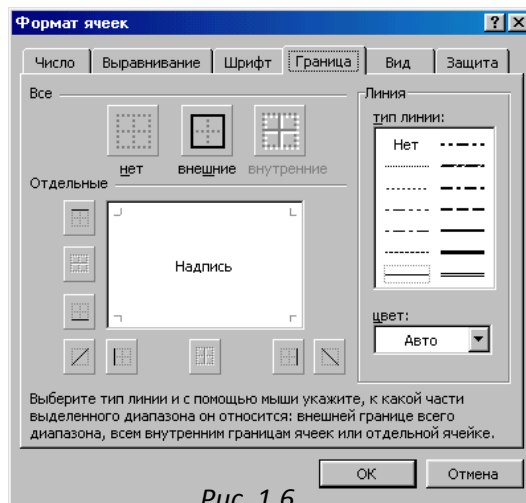 Формат ячеек
Число Выравнивание Шрифт Граница Вид Защита
Все
нет внешние внутренние
Отдельные
Надпись
Линия
тип линии:
Нет
цвет:
Авто
Выберите тип линии и с помощью мыши укажите, к какой части
выделенного диапазона он относится: внешней границе всего
диапазона, всем внутренним границам ячеек или отдельной ячейке.
ОК Отмена
Рис. 1.6